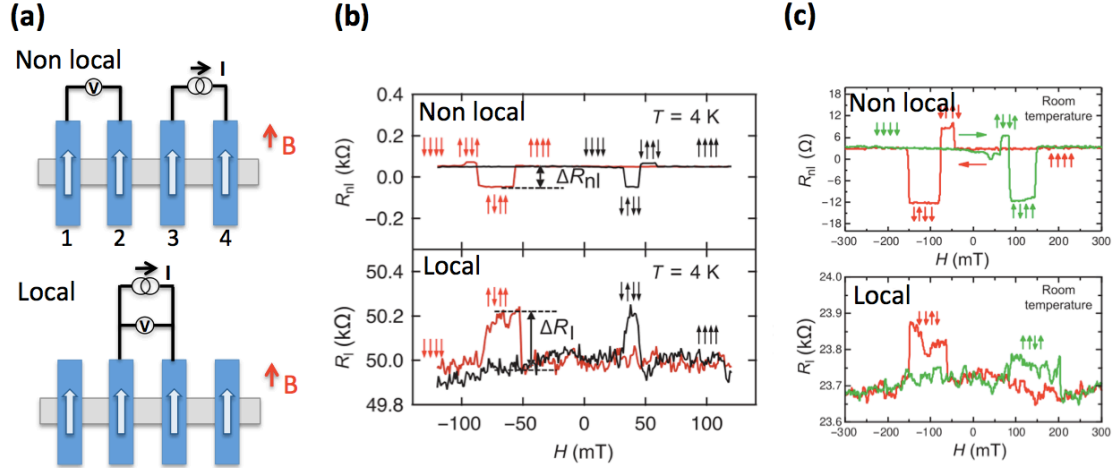 (a)
Non local
V
I
B
1 2 3 4
Local
I
V
B
(b)
0.4
0.2
0.0
−0.2
Rnl (kΩ)
Non local
T = 4 K
↓↓↓↓ ↑↓↓↑ ↑↑↑↑ ↓↓↓↓ ↓↑↑↓ ↑↑↑↑
ΔRnl
50.4
50.2
50.0
49.8
Rl (kΩ)
Local
T = 4 K
ΔRl
−100 −50 0 50 100
H (mT)
(c)
18
12
6
0
−6
−12
Rnl (Ω)
Non local
Room
temperature
−300 −200 −100 0 100 200 300
H (mT)
24.0
23.9
23.8
23.7
23.6
Rl (kΩ)
Local
Room
temperature
−300 −200 −100 0 100 200 300
H (mT)